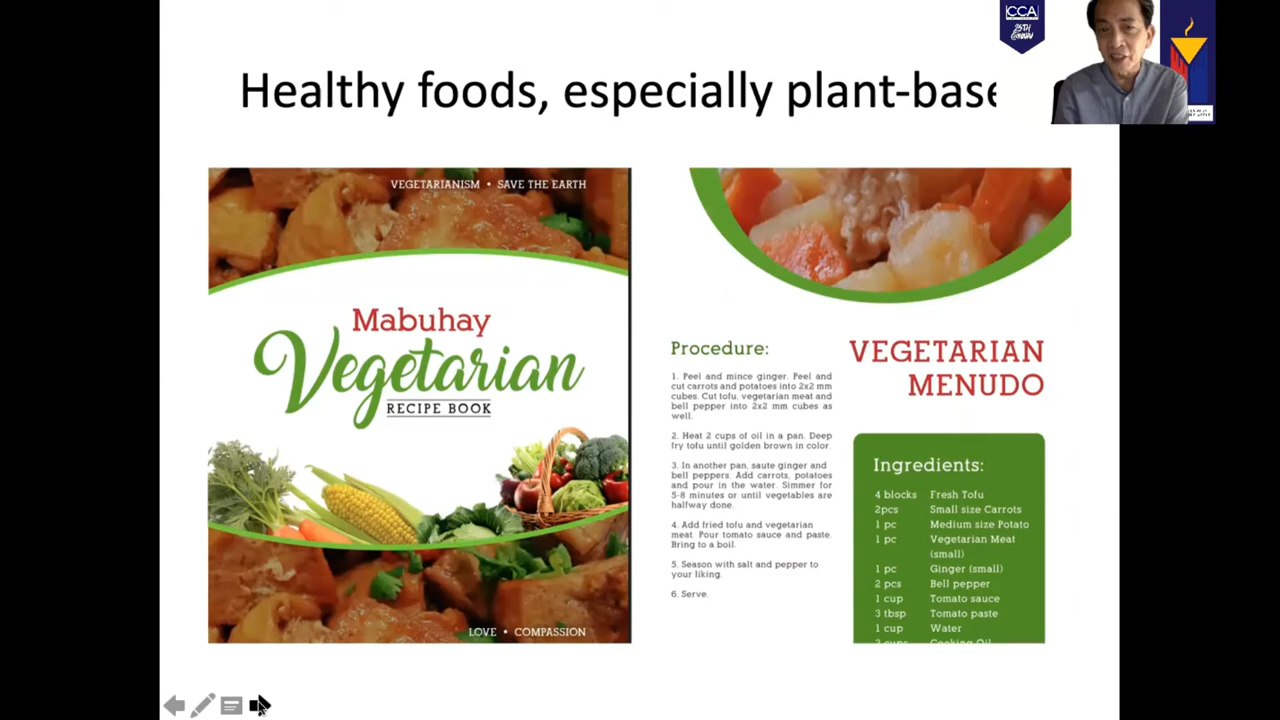 CCA
25TH
Healthy foods, especially plant-base
VEGETARIANISM • SAVE THE EARTH
Mabuhay
Vegetarian
RECIPE BOOK
LOVE • COMPASSION
Procedure:
1. Peel and mince ginger. Peel and
cut carrots and potatoes into 2x2 mm
cubes. Cut tofu, vegetarian meat and
bell pepper into 2x2 mm cubes as
well.
2. Heat 2 cups of oil in a pan. Deep
fry tofu until golden brown in color.
3. In another pan, saute ginger and
bell peppers. Add carrots, potatoes
and pour in the water. Simmer for
5-8 minutes or until vegetables are
halfway done.
4. Add fried tofu and vegetarian
meat. Pour tomato sauce and paste.
Bring to a boil.
5. Season with salt and pepper to
your liking.
6. Serve.
VEGETARIAN
MENUDO
Ingredients:
4 blocks Fresh Tofu
2pcs Small size Carrots
1 pc Medium size Potato
1 pc Vegetarian Meat
(small)
1 pc Ginger (small)
2 pcs Bell pepper
1 cup Tomato sauce
3 tbsp Tomato paste
1 cup Water
2 cups Cooking Oil